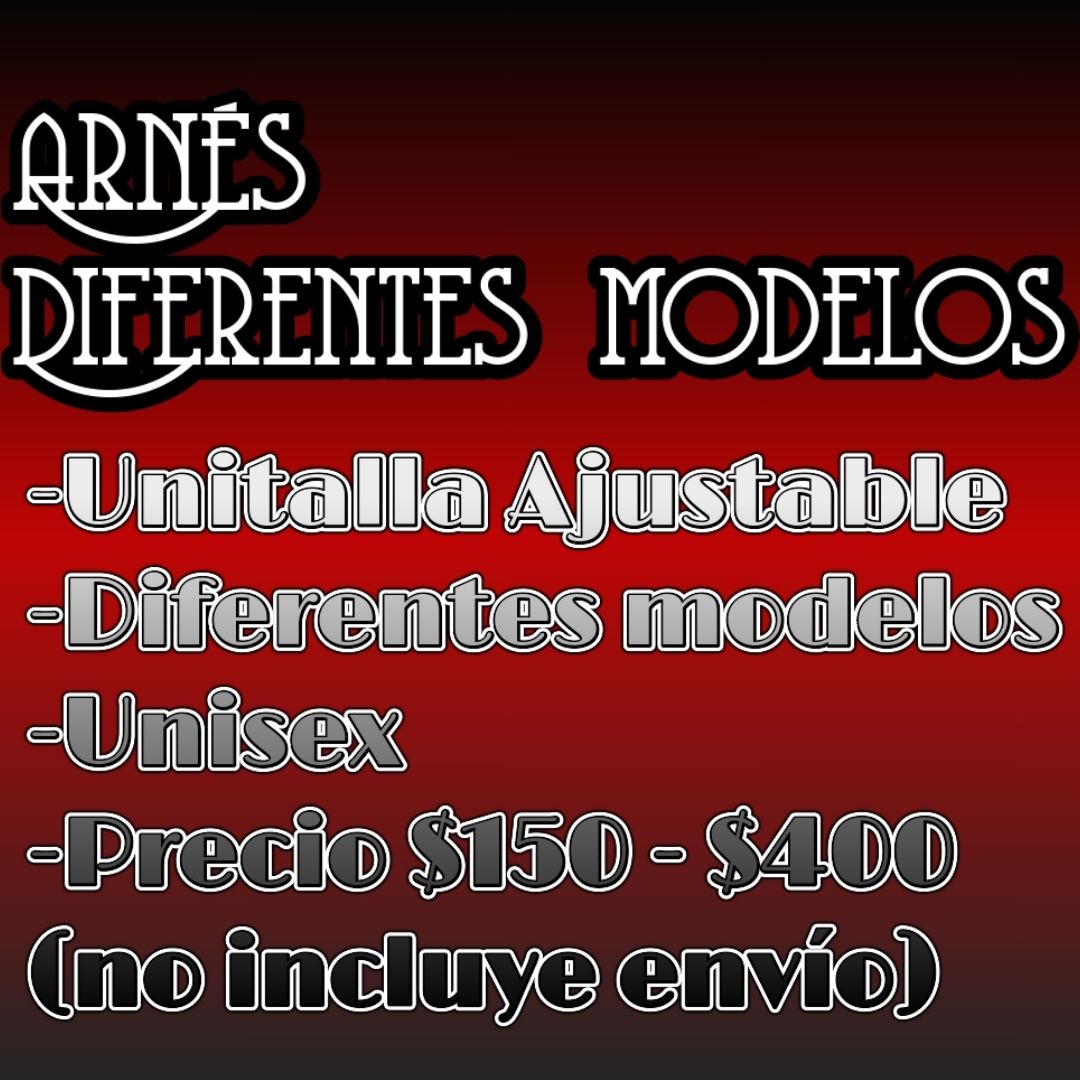 ARNÉS
DIFERENTES MODELOS
-Unitalla Ajustable
-Diferentes modelos
-Unisex
-Precio $150 - $400
(no incluye envío)